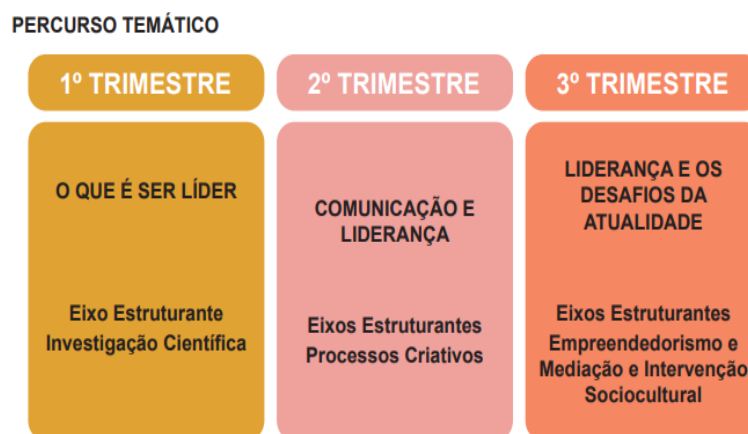 PERCURSO TEMÁTICO
1º TRIMESTRE
O QUE É SER LÍDER
Eixo Estruturante
Investigação Científica
2º TRIMESTRE
COMUNICAÇÃO E
LIDERANÇA
Eixos Estruturantes
Processos Criativos
3º TRIMESTRE
LIDERANÇA E OS
DESAFIOS DA
ATUALIDADE
Eixos Estruturantes
Empreendedorismo e
Mediação e Intervenção
Sociocultural